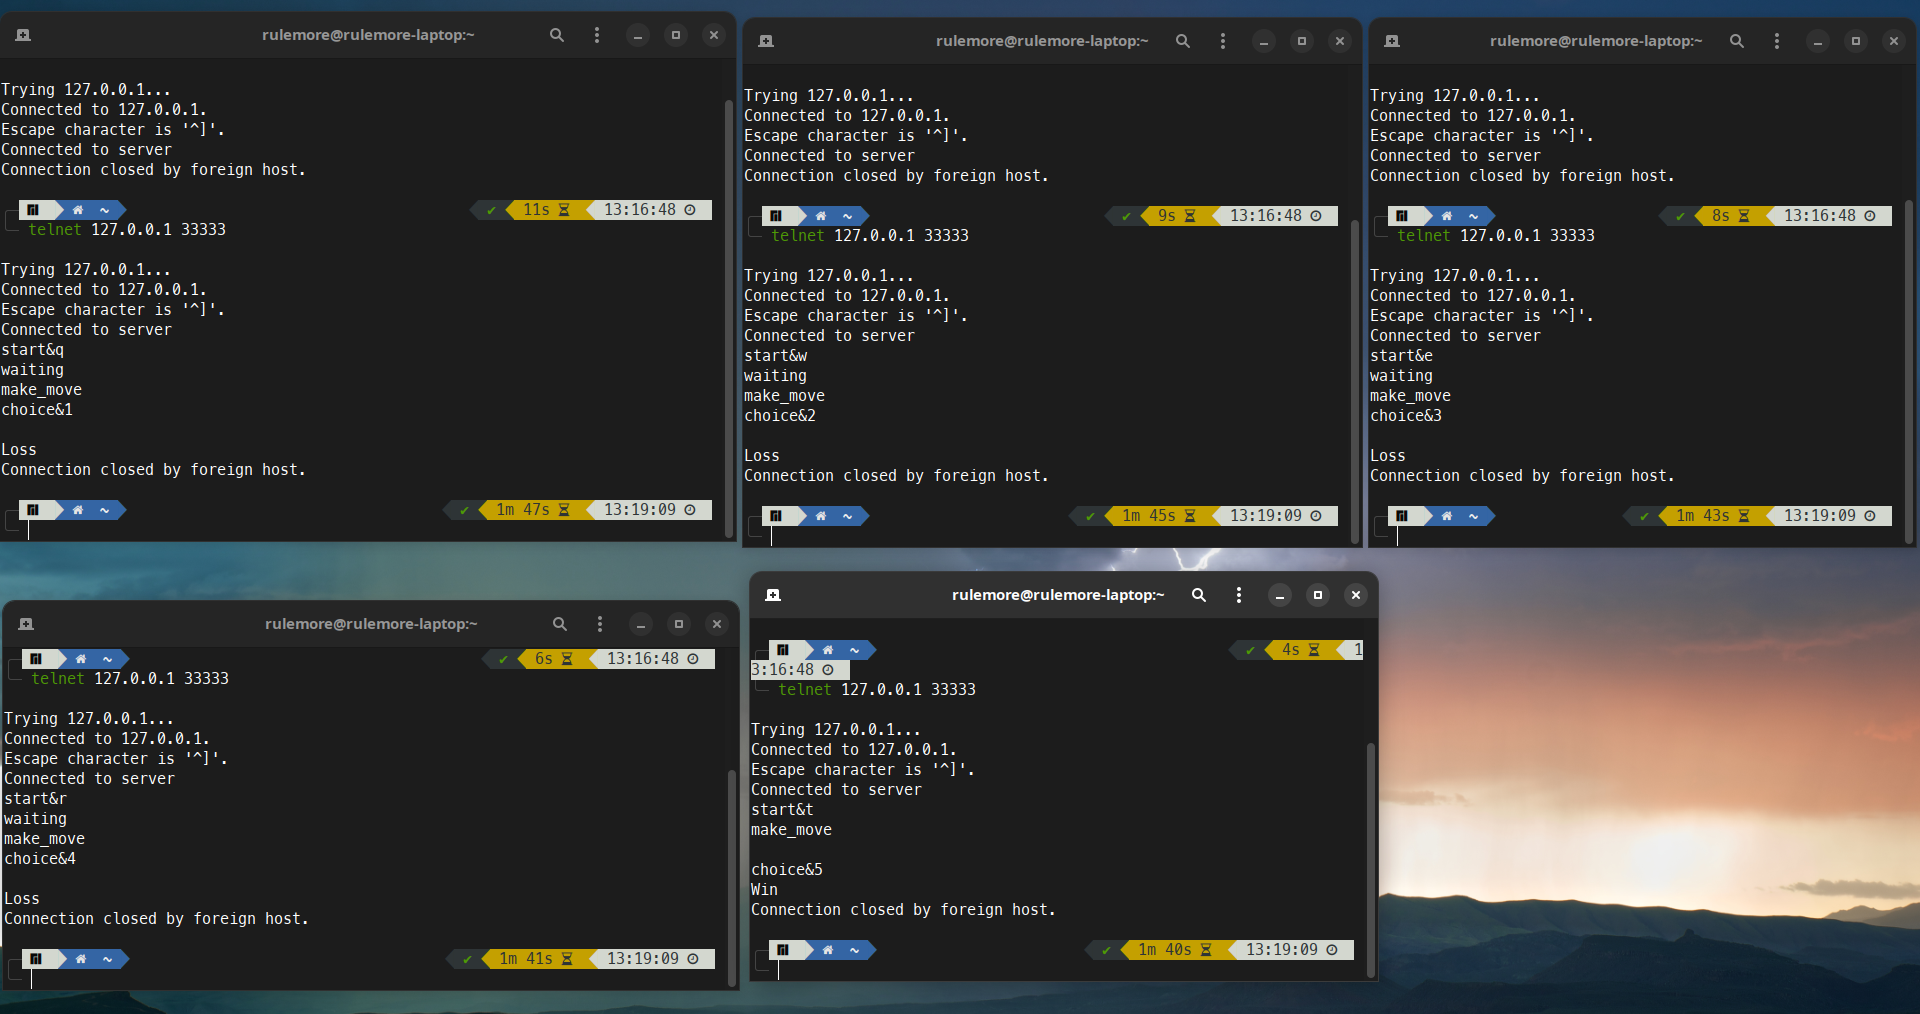 rulemore@rulemore-laptop:~
Trying 127.0.0.1...
Connected to 127.0.0.1.
Escape character is '^]'.
Connected to server
Connection closed by foreign host.
~ ✔ 11s 13:16:48
telnet 127.0.0.1 33333
Trying 127.0.0.1...
Connected to 127.0.0.1.
Escape character is '^]'.
Connected to server
start&q
waiting
make_move
choice&1
Loss
Connection closed by foreign host.
~ ✔ 1m 47s 13:19:09
rulemore@rulemore-laptop:~
Trying 127.0.0.1...
Connected to 127.0.0.1.
Escape character is '^]'.
Connected to server
Connection closed by foreign host.
~ ✔ 9s 13:16:48
telnet 127.0.0.1 33333
Trying 127.0.0.1...
Connected to 127.0.0.1.
Escape character is '^]'.
Connected to server
start&w
waiting
make_move
choice&2
Loss
Connection closed by foreign host.
~ ✔ 1m 45s 13:19:09
rulemore@rulemore-laptop:~
Trying 127.0.0.1...
Connected to 127.0.0.1.
Escape character is '^]'.
Connected to server
Connection closed by foreign host.
~ ✔ 8s 13:16:48
telnet 127.0.0.1 33333
Trying 127.0.0.1...
Connected to 127.0.0.1.
Escape character is '^]'.
Connected to server
start&e
waiting
make_move
choice&3
Loss
Connection closed by foreign host.
~ ✔ 1m 43s 13:19:09
rulemore@rulemore-laptop:~
~ ✔ 6s 13:16:48
telnet 127.0.0.1 33333
Trying 127.0.0.1...
Connected to 127.0.0.1.
Escape character is '^]'.
Connected to server
start&r
waiting
make_move
choice&4
Loss
Connection closed by foreign host.
~ ✔ 1m 41s 13:19:09
rulemore@rulemore-laptop:~
~ ✔ 4s 1
3:16:48
telnet 127.0.0.1 33333
Trying 127.0.0.1...
Connected to 127.0.0.1.
Escape character is '^]'.
Connected to server
start&t
make_move
choice&5
Win
Connection closed by foreign host.
~ ✔ 1m 40s 13:19:09